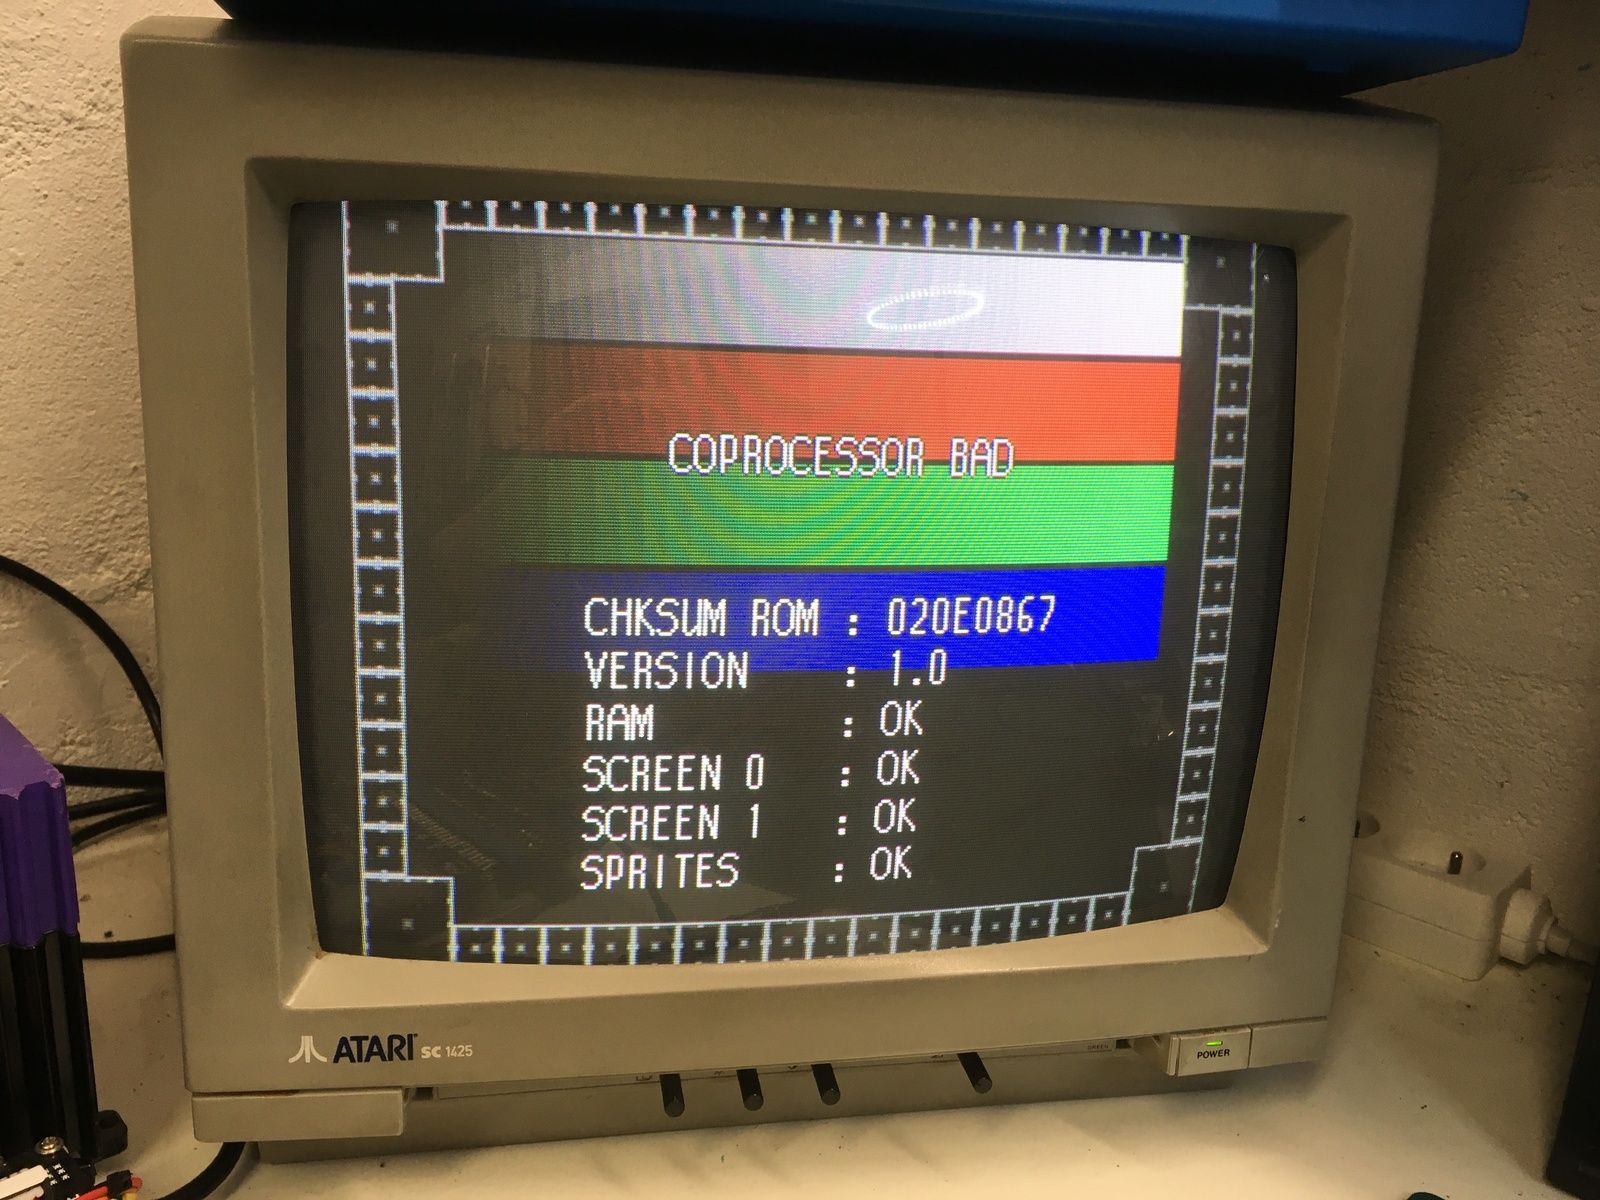 COPROCESSOR BAD
CHKSUM ROM : 020E0867
VERSION : 1.0
RAM : OK
SCREEN 0 : OK
SCREEN 1 : OK
SPRITES : OK
ATARI SC 1425
GREEN
POWER